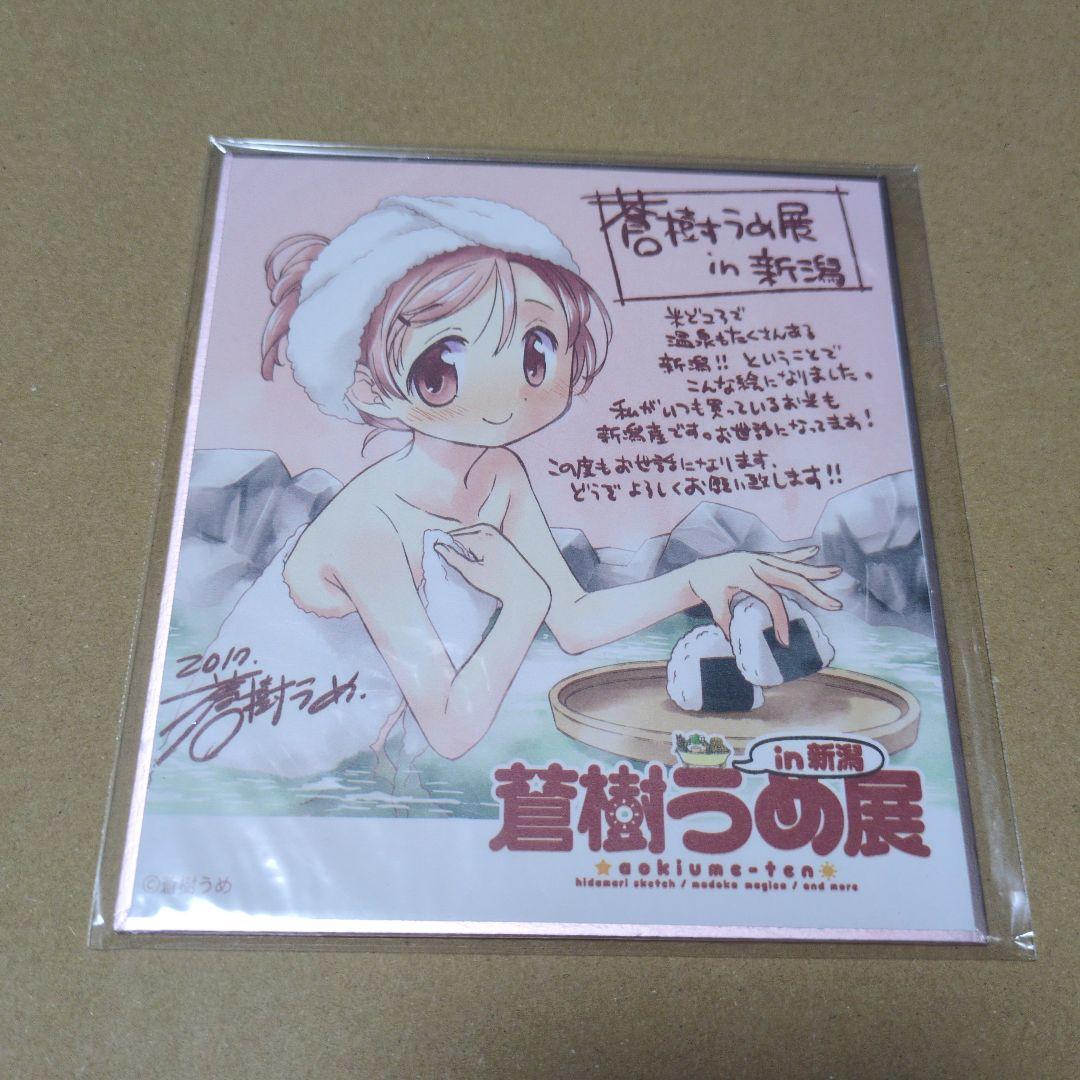 蒼樹うめ展
in 新潟
米どころで
温泉もたくさんある
新潟!! ということで
こんな絵になりました。
私がいつも買っているお米も
新潟産です。お世話になってます!
この度もお世話になります、
どうぞよろしくお願い致します!!
2017.
蒼樹うめ.
in 新潟
蒼樹うめ展
aokiume-ten
hidamari sketch / madoka magica / and more
©蒼樹うめ